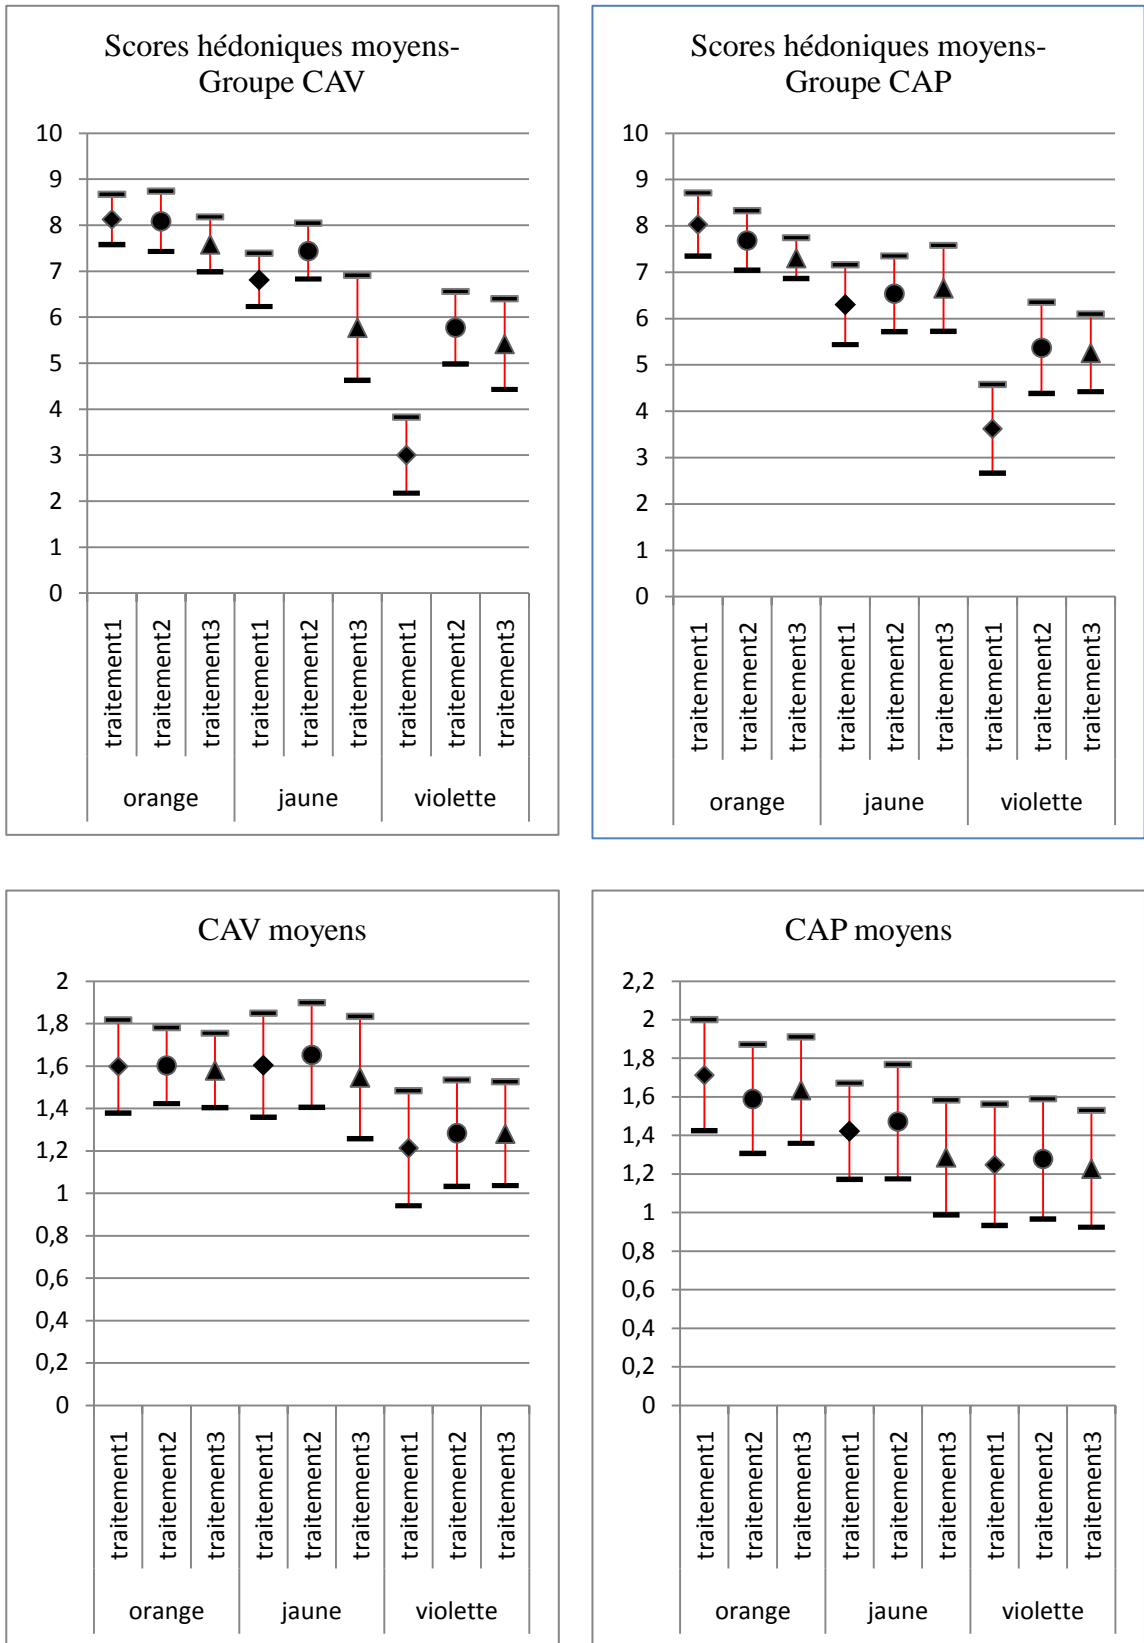 Scores hédoniques moyens-
Groupe CAV
10
9
8
7
6
5
4
3
2
1
0
traitement1
traitement2
traitement3
traitement1
traitement2
traitement3
traitement1
traitement2
traitement3
orange jaune violette
Scores hédoniques moyens-
Groupe CAP
10
9
8
7
6
5
4
3
2
1
0
traitement1
traitement2
traitement3
traitement1
traitement2
traitement3
traitement1
traitement2
traitement3
orange jaune violette
CAV moyens
2
1,8
1,6
1,4
1,2
1
0,8
0,6
0,4
0,2
0
traitement1
traitement2
traitement3
traitement1
traitement2
traitement3
traitement1
traitement2
traitement3
orange jaune violette
CAP moyens
2,2
2
1,8
1,6
1,4
1,2
1
0,8
0,6
0,4
0,2
0
traitement1
traitement2
traitement3
traitement1
traitement2
traitement3
traitement1
traitement2
traitement3
orange jaune violette